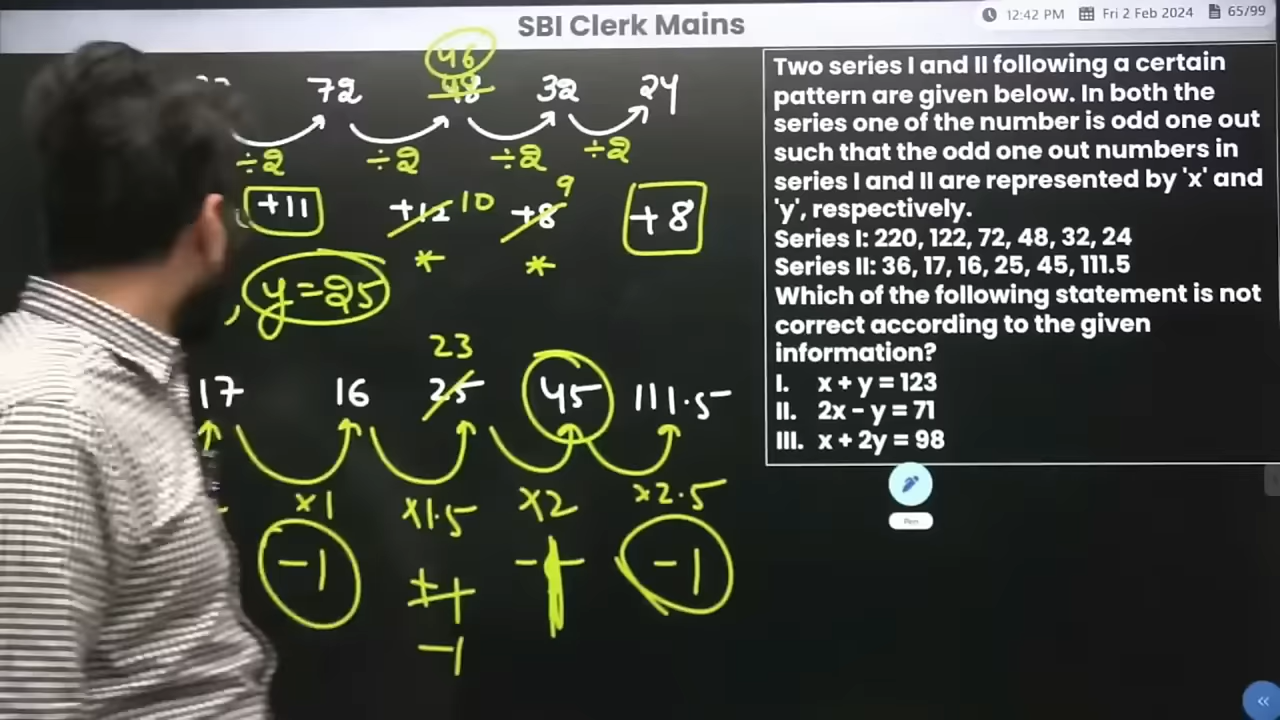 SBI Clerk Mains
12:42 PM Fri 2 Feb 2024 65/99
46
72 48 32 24
÷2 ÷2 ÷2 ÷2
+11 +12 10 +8 9 +8
* *
, y=25
23
17 16 25 45 111.5
×1 ×1.5 ×2 ×2.5
-1 -1
-1
Two series I and II following a certain
pattern are given below. In both the
series one of the number is odd one out
such that the odd one out numbers in
series I and II are represented by 'x' and
'y', respectively.
Series I: 220, 122, 72, 48, 32, 24
Series II: 36, 17, 16, 25, 45, 111.5
Which of the following statement is not
correct according to the given
information?
I. x + y = 123
II. 2x - y = 71
III. x + 2y = 98
Pen
«